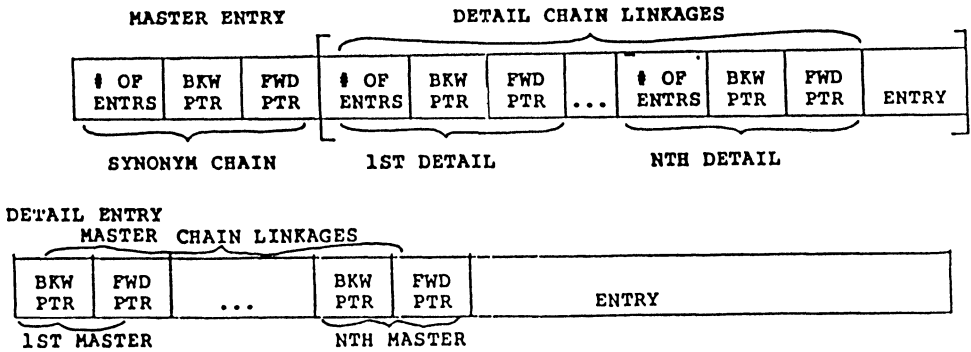 MASTER ENTRY
DETAIL CHAIN LINKAGES
# OF ENTRS
BKW PTR
FWD PTR
# OF ENTRS
BKW PTR
FWD PTR
...
# OF ENTRS
BKW PTR
FWD PTR
ENTRY
SYNONYM CHAIN
1ST DETAIL
NTH DETAIL
DETAIL ENTRY
MASTER CHAIN LINKAGES
BKW PTR
FWD PTR
...
BKW PTR
FWD PTR
ENTRY
1ST MASTER
NTH MASTER